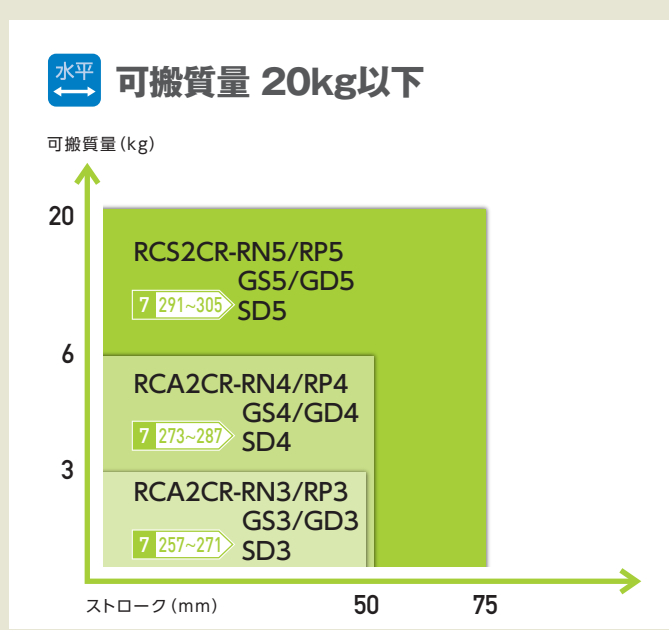 水平
可搬質量 20kg以下
可搬質量(kg)
20
RCS2CR-RN5/RP5
GS5/GD5
7 291~305 SD5
6
RCA2CR-RN4/RP4
GS4/GD4
7 273~287 SD4
3
RCA2CR-RN3/RP3
GS3/GD3
7 257~271 SD3
ストローク(mm) 50 75